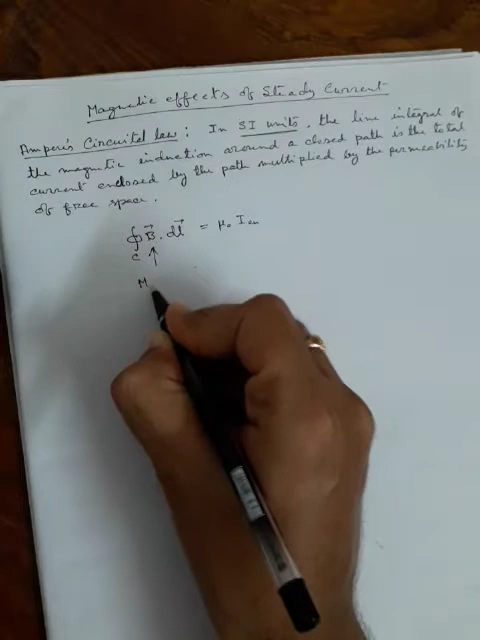 Magnetic effects of Steady Current
Ampere's Circuital law: In SI units, the line integral of
the magnetic induction around a closed path is the total
current enclosed by the path multiplied by the permeability
of free space.
∮ B⃗ . dl⃗ = μ₀ I en
C ↑
M